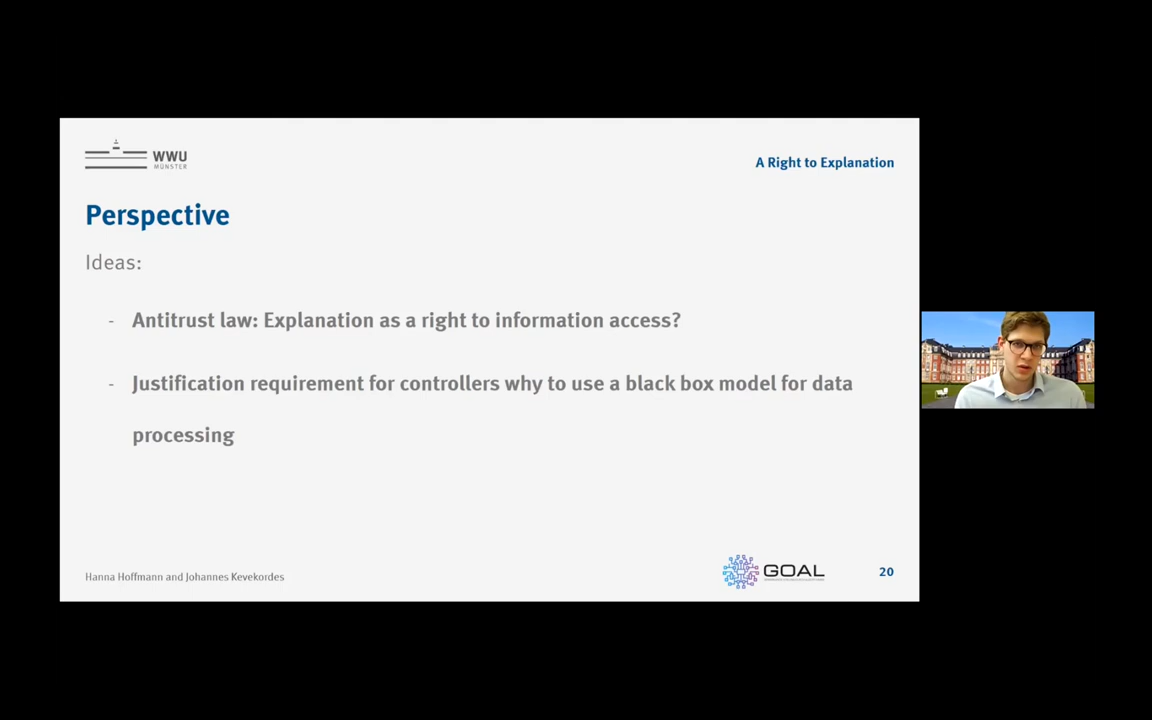 WWU
MÜNSTER
A Right to Explanation
Perspective
Ideas:
- Antitrust law: Explanation as a right to information access?
- Justification requirement for controllers why to use a black box model for data
processing
Hanna Hoffmann and Johannes Kevekordes
GOAL
20